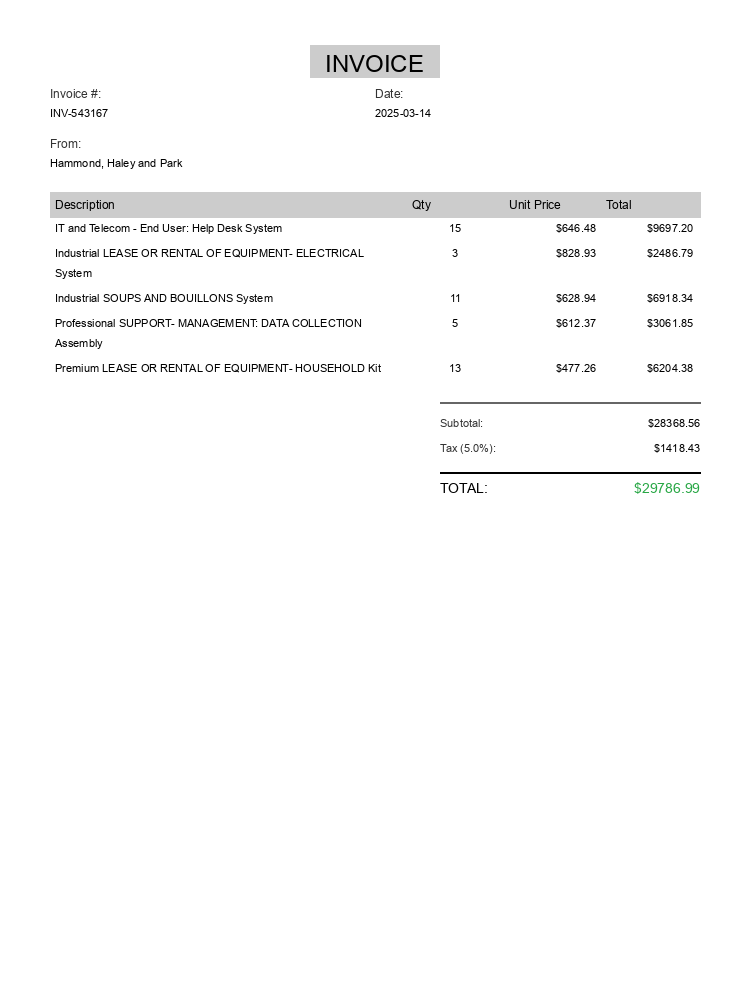 INVOICE
Invoice #: Date:
INV-543167 2025-03-14
From:
Hammond, Haley and Park
Description Qty Unit Price Total
IT and Telecom - End User: Help Desk System 15 $646.48 $9697.20
Industrial LEASE OR RENTAL OF EQUIPMENT- ELECTRICAL 3 $828.93 $2486.79
System
Industrial SOUPS AND BOUILLONS System 11 $628.94 $6918.34
Professional SUPPORT- MANAGEMENT: DATA COLLECTION 5 $612.37 $3061.85
Assembly
Premium LEASE OR RENTAL OF EQUIPMENT- HOUSEHOLD Kit 13 $477.26 $6204.38
Subtotal: $28368.56
Tax (5.0%): $1418.43
TOTAL: $29786.99